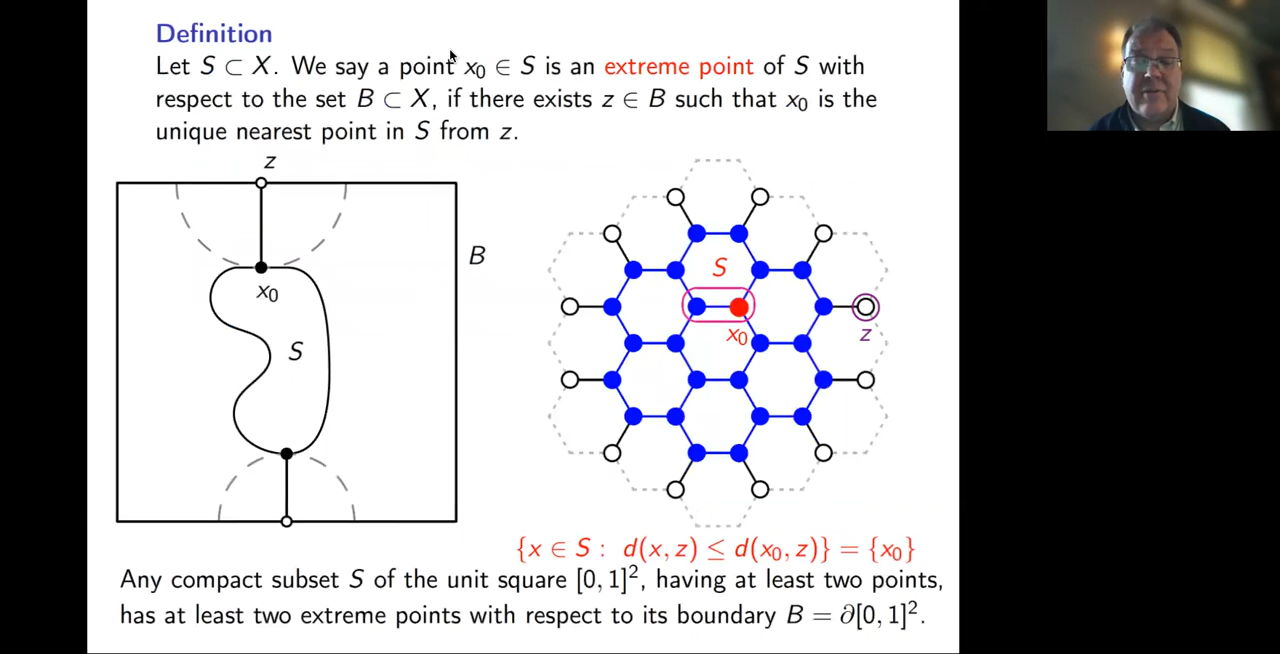 Definition
Let S ⊂ X. We say a point x₀ ∈ S is an extreme point of S with
respect to the set B ⊂ X, if there exists z ∈ B such that x₀ is the
unique nearest point in S from z.
z
B
x₀
S
S
x₀
z
{x ∈ S : d(x, z) ≤ d(x₀, z)} = {x₀}
Any compact subset S of the unit square [0, 1]², having at least two points,
has at least two extreme points with respect to its boundary B = ∂[0, 1]².